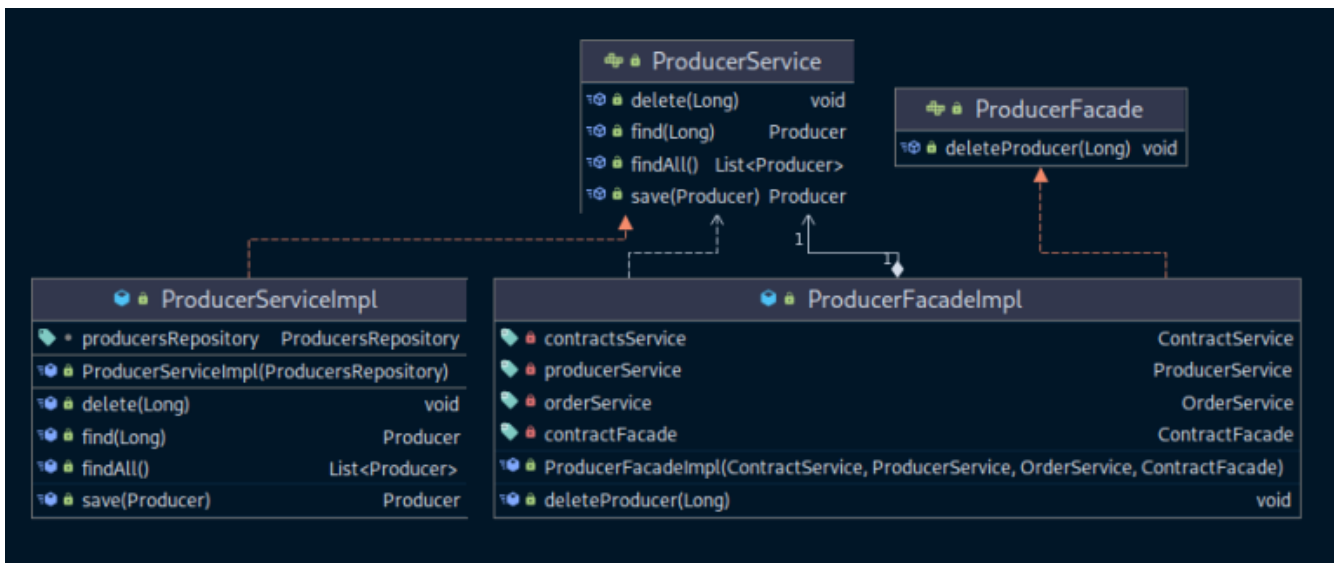 ProducerService
delete(Long) void
find(Long) Producer
findAll() List<Producer>
save(Producer) Producer
ProducerFacade
deleteProducer(Long) void
1
1
ProducerServiceImpl
producersRepository ProducersRepository
ProducerServiceImpl(ProducersRepository)
delete(Long) void
find(Long) Producer
findAll() List<Producer>
save(Producer) Producer
ProducerFacadeImpl
contractsService ContractService
producerService ProducerService
orderService OrderService
contractFacade ContractFacade
ProducerFacadeImpl(ContractService, ProducerService, OrderService, ContractFacade)
deleteProducer(Long) void